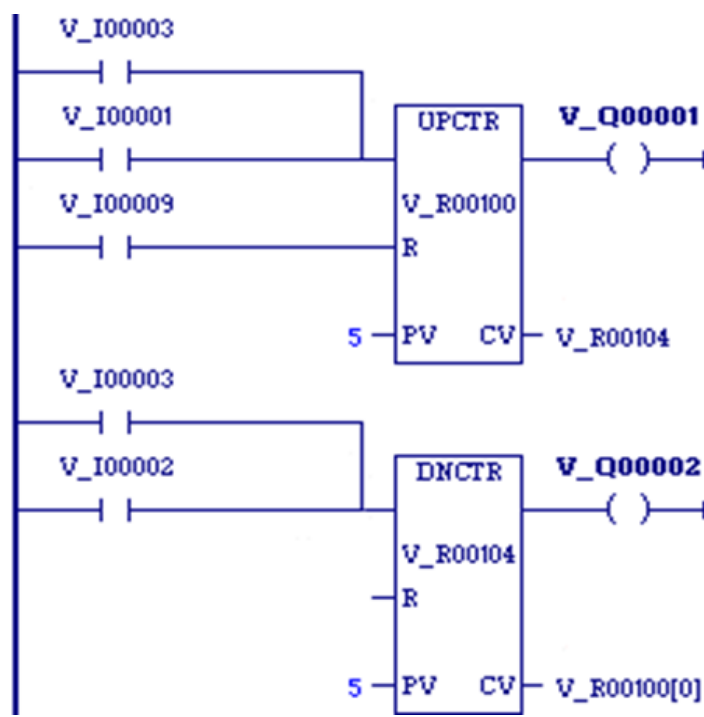 V_I00003
V_I00001
UPCTR
V_Q00001
V_I00009
V_R00100
R
5 PV CV V_R00104
V_I00003
V_I00002
DNCTR
V_Q00002
V_R00104
R
5 PV CV V_R00100[0]